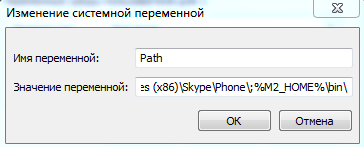 Изменение системной переменной
Имя переменной: Path
Значение переменной: es (x86)\Skype\Phone\;%M2_HOME%\bin\
OK Отмена